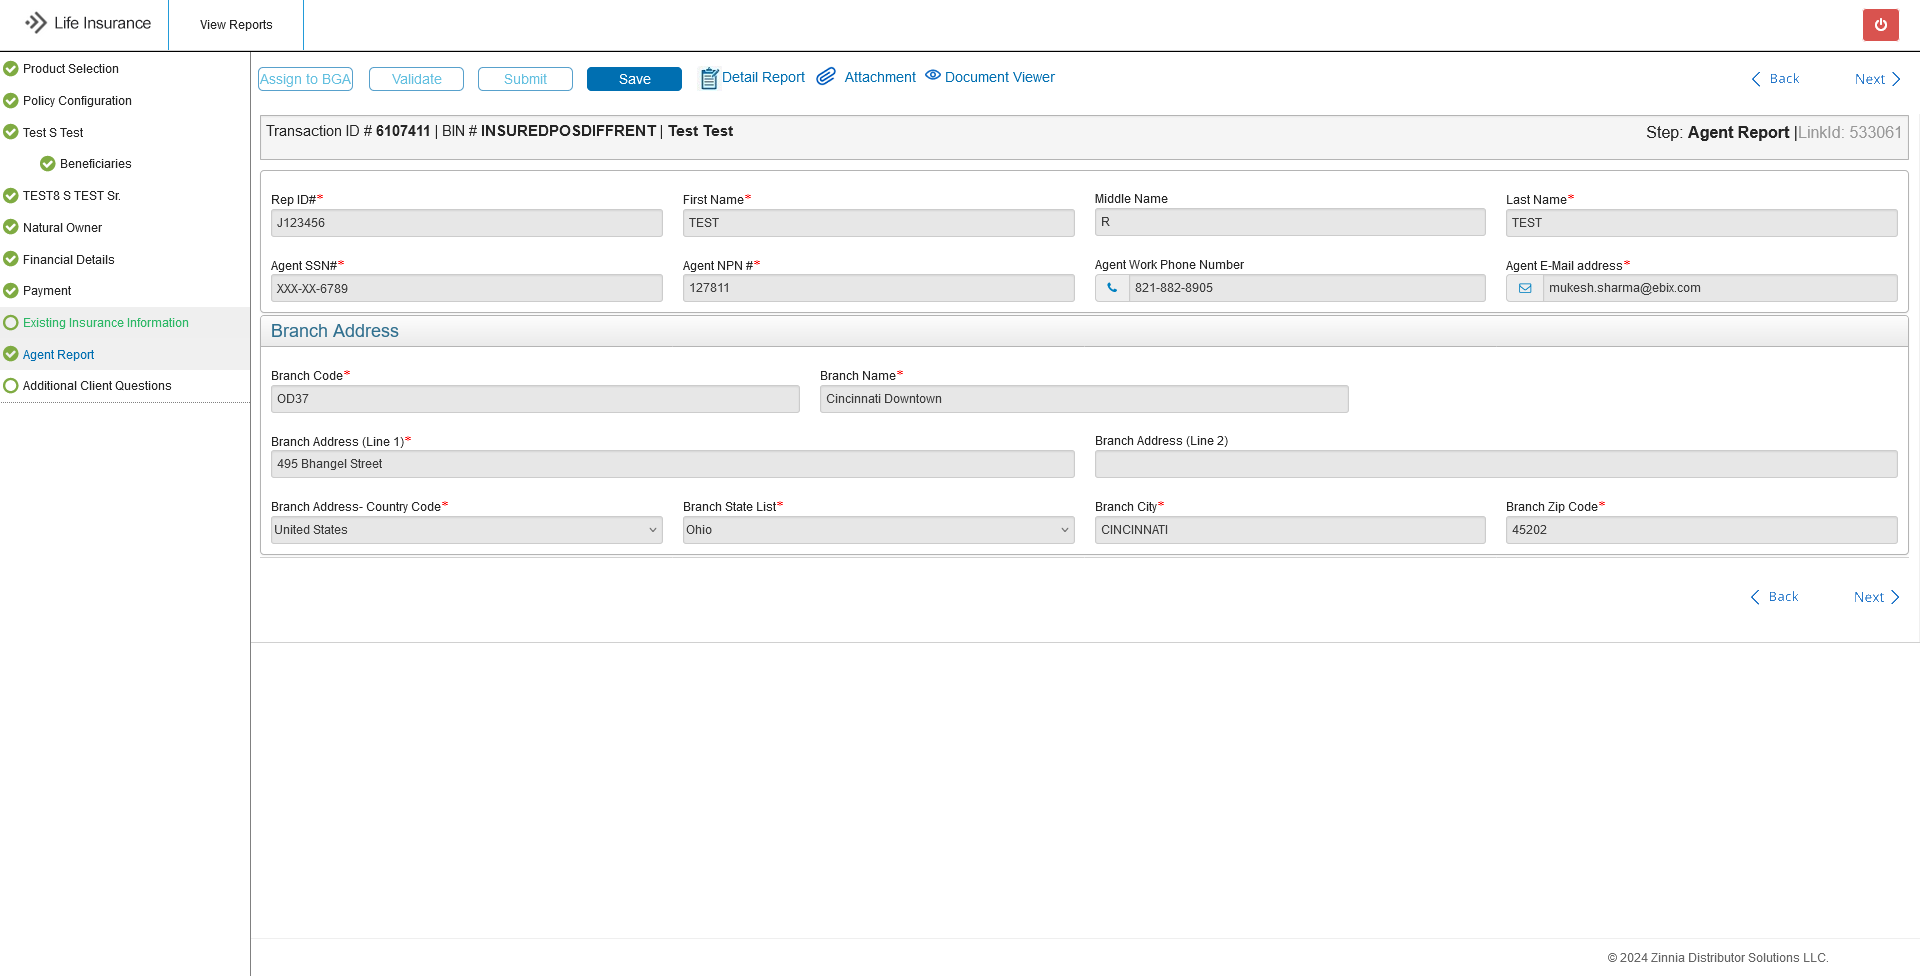 Life Insurance
View Reports
Product Selection
Policy Configuration
Test S Test
Beneficiaries
TEST8 S TEST Sr.
Natural Owner
Financial Details
Payment
Existing Insurance Information
Agent Report
Additional Client Questions
Assign to BGA
Validate
Submit
Save
Detail Report
Attachment
Document Viewer
Back
Next
Transaction ID # 6107411 | BIN # INSUREDPOSDIFFRENT | Test Test
Step: Agent Report |LinkId: 533061
Rep ID#*
First Name*
Middle Name
Last Name*
J123456
TEST
R
TEST
Agent SSN#*
Agent NPN #*
Agent Work Phone Number
Agent E-Mail address*
XXX-XX-6789
127811
821-882-8905
mukesh.sharma@ebix.com
Branch Address
Branch Code*
Branch Name*
OD37
Cincinnati Downtown
Branch Address (Line 1)*
Branch Address (Line 2)
495 Bhangel Street
Branch Address- Country Code*
Branch State List*
Branch City*
Branch Zip Code*
United States
Ohio
CINCINNATI
45202
Back
Next
© 2024 Zinnia Distributor Solutions LLC.